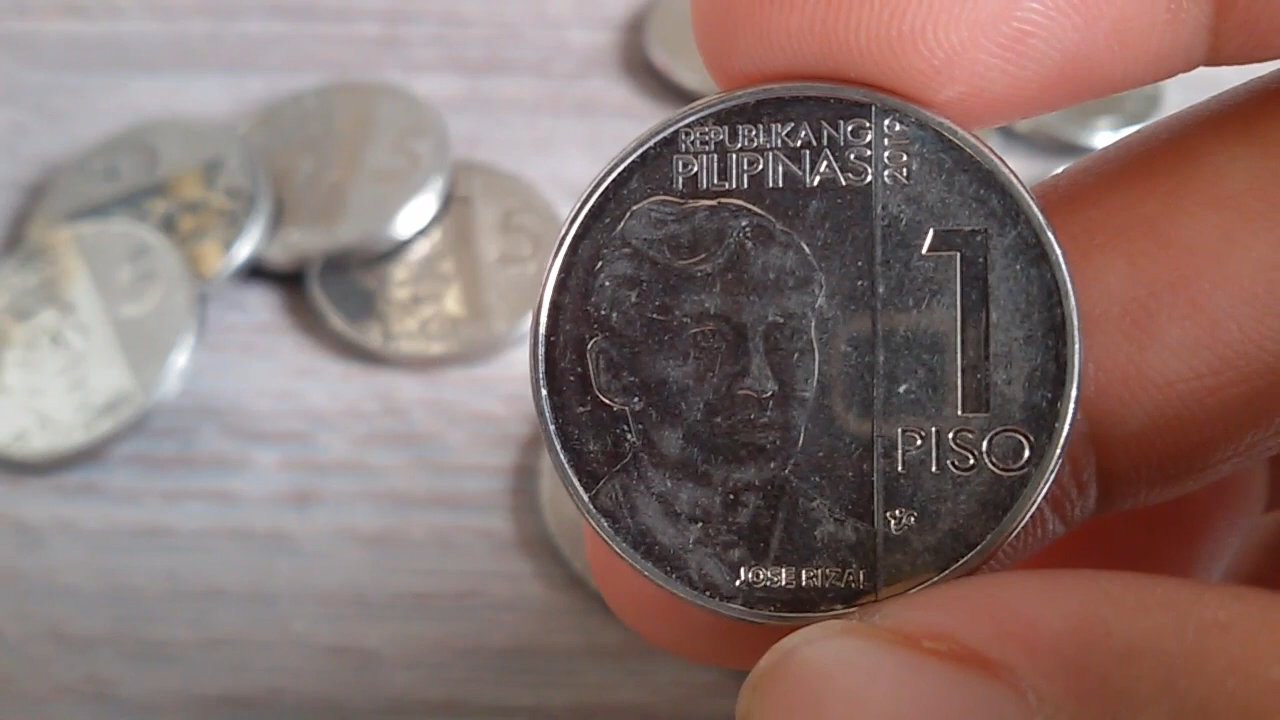 REPUBLIKA NG
PILIPINAS
2019
1
PISO
JOSE RIZAL